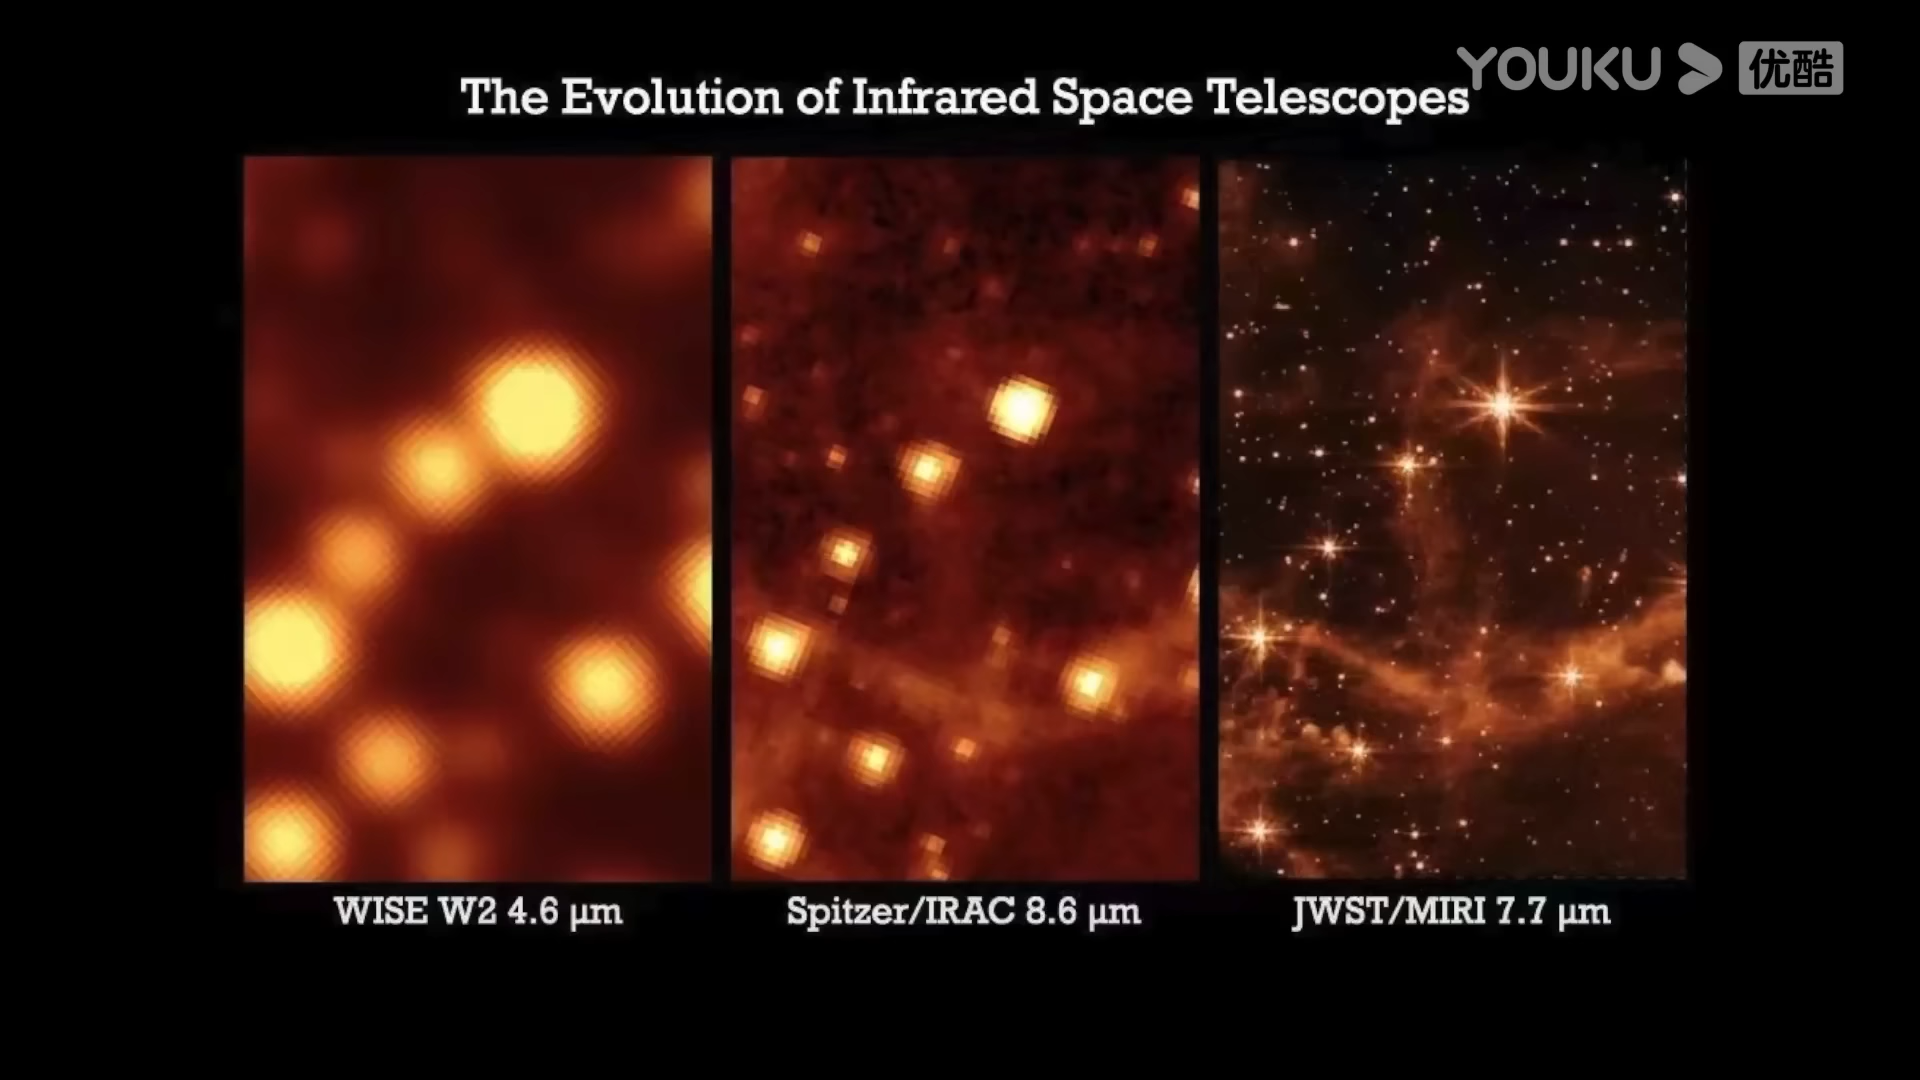 YOUKU 优酷
The Evolution of Infrared Space Telescopes
WISE W2 4.6 µm
Spitzer/IRAC 8.6 µm
JWST/MIRI 7.7 µm